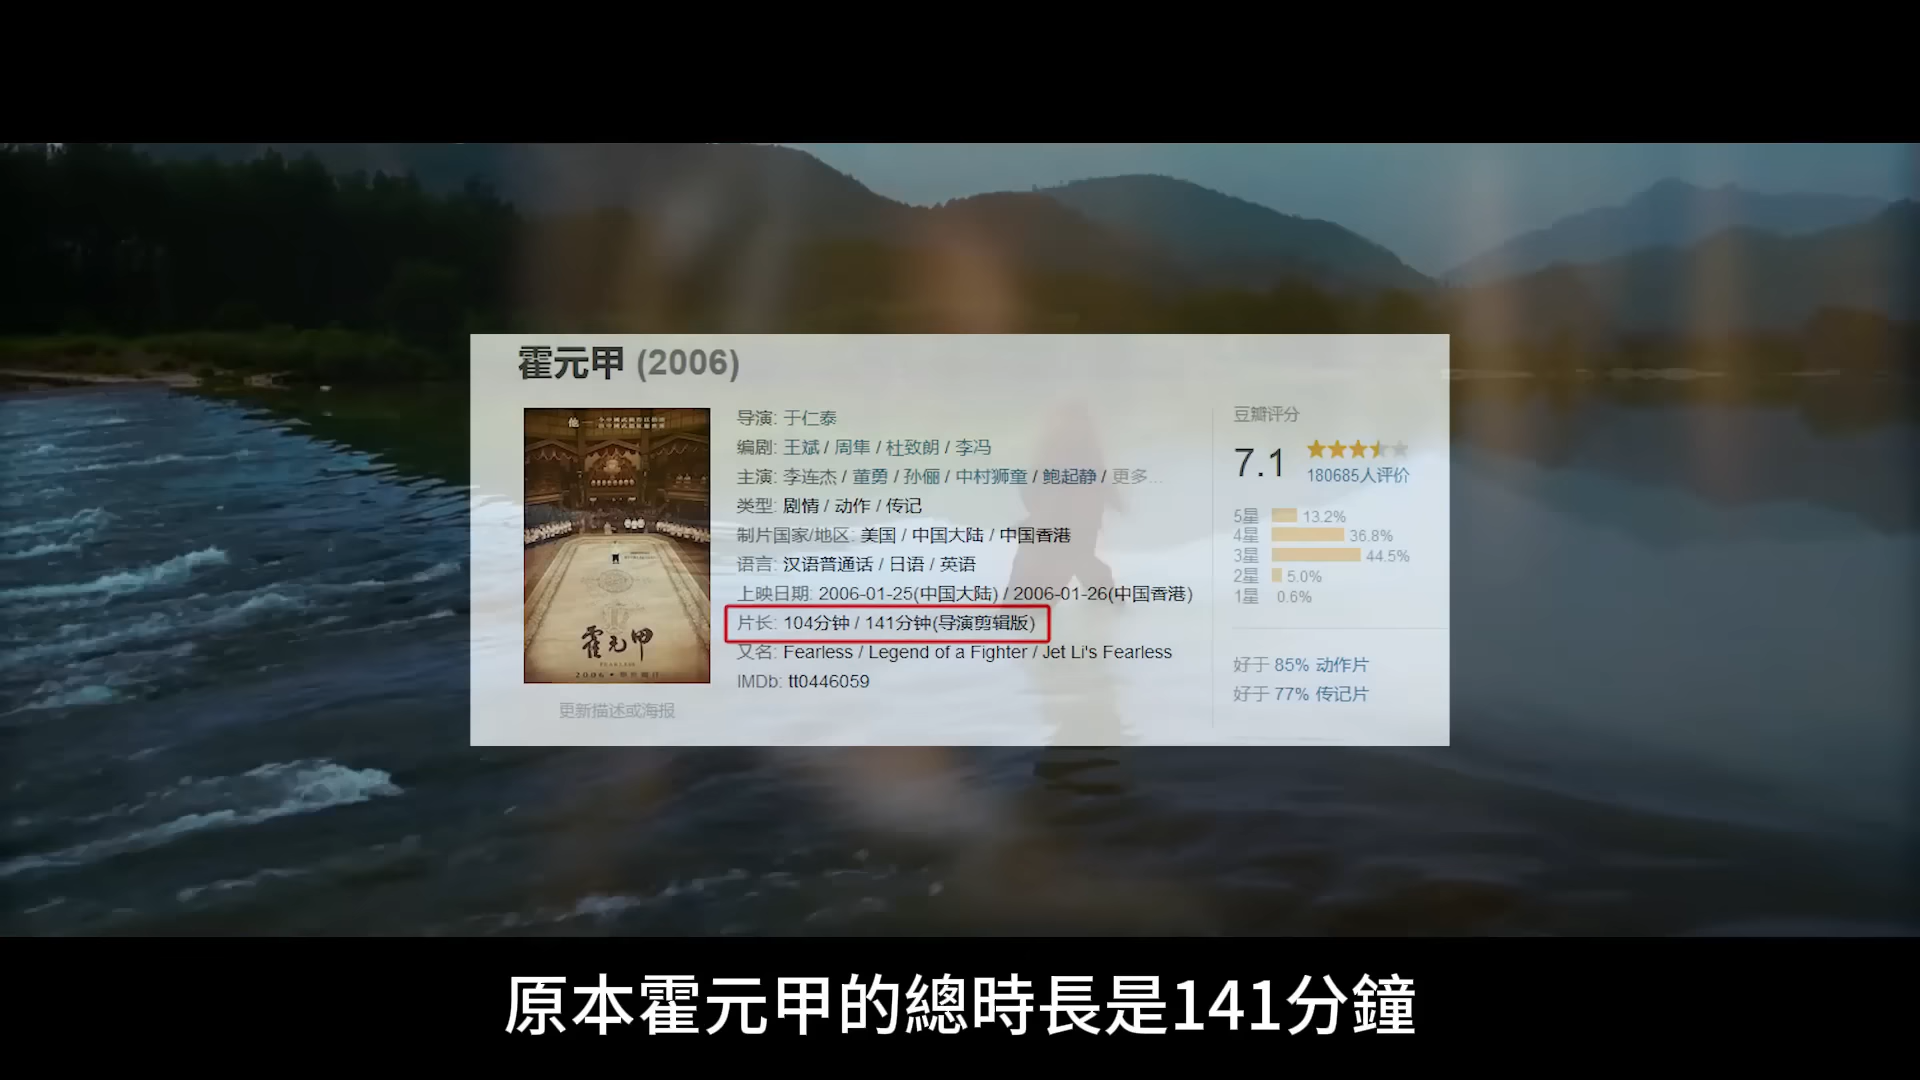 霍元甲 (2006)
导演: 于仁泰
编剧: 王斌 / 周隼 / 杜致朗 / 李冯
主演: 李连杰 / 董勇 / 孙俪 / 中村狮童 / 鲍起静 / 更多...
类型: 剧情 / 动作 / 传记
制片国家/地区: 美国 / 中国大陆 / 中国香港
语言: 汉语普通话 / 日语 / 英语
上映日期: 2006-01-25(中国大陆) / 2006-01-26(中国香港)
片长: 104分钟 / 141分钟(导演剪辑版)
又名: Fearless / Legend of a Fighter / Jet Li's Fearless
IMDb: tt0446059
他
霍元甲
FEARLESS
更新描述或海报
豆瓣评分
7.1
180685人评价
5星 13.2%
4星 36.8%
3星 44.5%
2星 5.0%
1星 0.6%
好于 85% 动作片
好于 77% 传记片
原本霍元甲的總時長是141分鐘